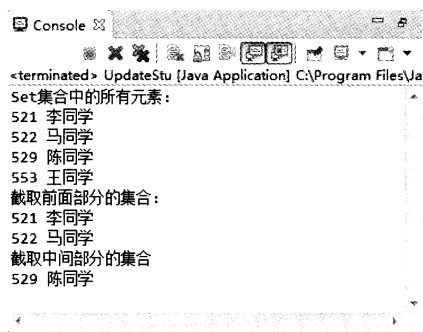 Console
<terminated> UpdateStu [Java Application] C:\Program Files\Ja
Set集合中的所有元素：
521 李同学
522 马同学
529 陈同学
553 王同学
截取前面部分的集合：
521 李同学
522 马同学
截取中间部分的集合
529 陈同学